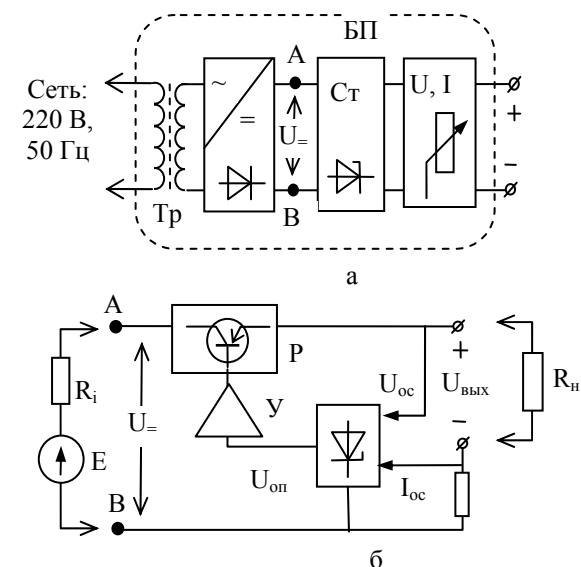 БП
А
Сеть:
220 В,
50 Гц
~
=
U=
Ст
U, I
+
-
Тр
В
а
А
Р
Ri
U=
У
Uос
+
Uвых
-
Rн
Е
Uоп
Iос
В
б